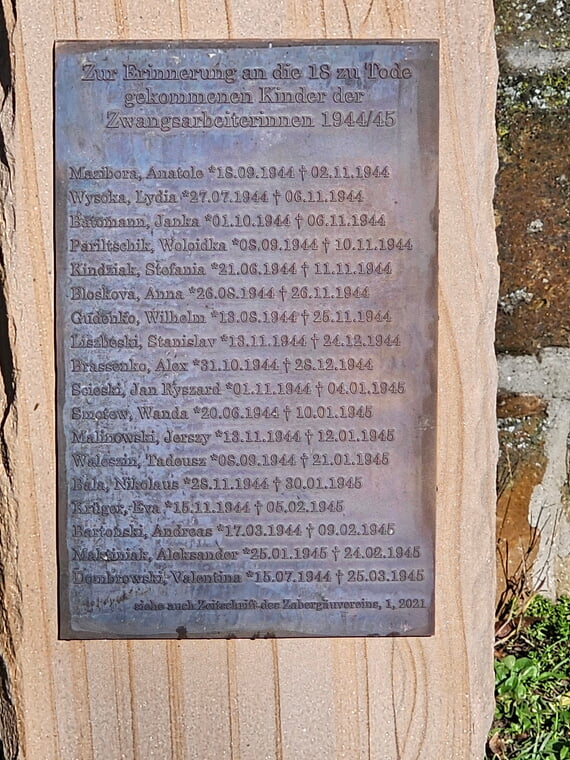 Zur Erinnerung an die 18 zu Tode
gekommenen Kinder der
Zwangsarbeiterinnen 1944/45
Mazibora, Anatole *18.09.1944 † 02.11.1944
Wysoka, Lydia *27.07.1944 † 06.11.1944
Batomann, Janka *01.10.1944 † 06.11.1944
Pariltschik, Woloidka *08.09.1944 † 10.11.1944
Kindziak, Stefania *21.06.1944 † 11.11.1944
Bloskova, Anna *26.08.1944 † 26.11.1944
Gudenko, Wilhelm *13.08.1944 † 25.11.1944
Liszbeski, Stanislav *13.11.1944 † 24.12.1944
Brassenko, Alex *31.10.1944 † 28.12.1944
Scieski, Jan Ryszard *01.11.1944 † 04.01.1945
Smotew, Wanda *20.06.1944 † 10.01.1945
Malinowski, Jerszy *13.11.1944 † 12.01.1945
Waleszin, Tadeusz *08.09.1944 † 21.01.1945
Bala, Nikolaus *28.11.1944 † 30.01.1945
Krüger, Eva *15.11.1944 † 05.02.1945
Bartobski, Andreas *17.03.1944 † 09.02.1945
Maktiniak, Aleksander *25.01.1945 † 24.02.1945
Dombrowski, Valentina *15.07.1944 † 25.03.1945
siehe auch Zeitschrift des Zabergäuvereins, 1, 2021